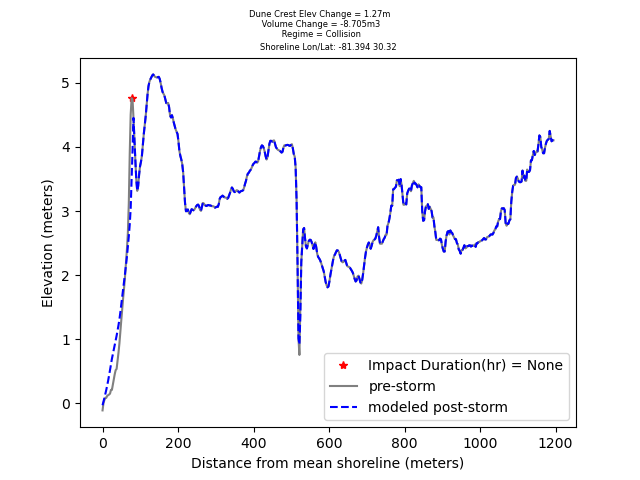 Dune Crest Elev Change = 1.27m
Volume Change = -8.705m3
Regime = Collision
Shoreline Lon/Lat: -81.394 30.32
5
4
3
2
1
0
Elevation (meters)
Impact Duration(hr) = None
pre-storm
modeled post-storm
0 200 400 600 800 1000 1200
Distance from mean shoreline (meters)